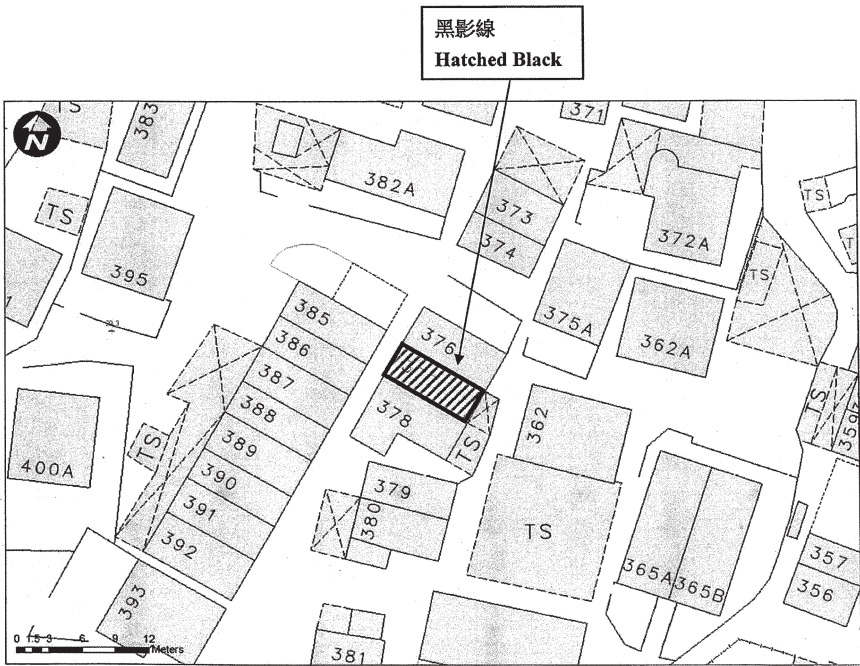 黑影線
Hatched Black
TS
383
371
N
382A
TS
373
TS
374
372A
395
TS
385
375A
386
376
362A
387
378
388
362
TS
359
TS
389
TS
400A
390
379
391
380
TS
392
365A
365B
357
356
393
381
0 1.5 3 6 9 12
Meters